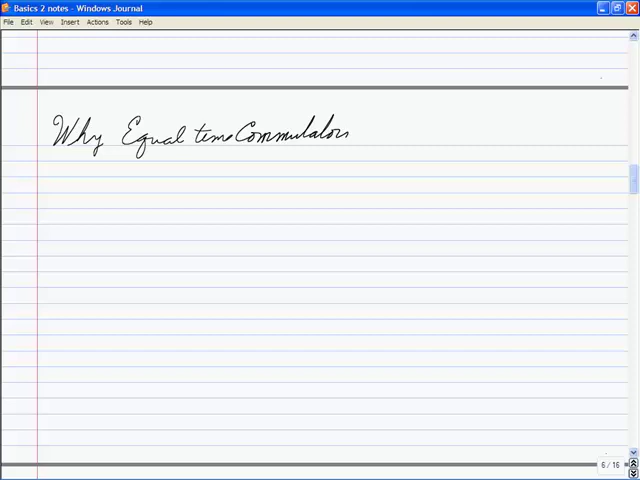 Basics 2 notes - Windows Journal
File Edit View Insert Actions Tools Help
Why Equal time Commutators
6 / 16